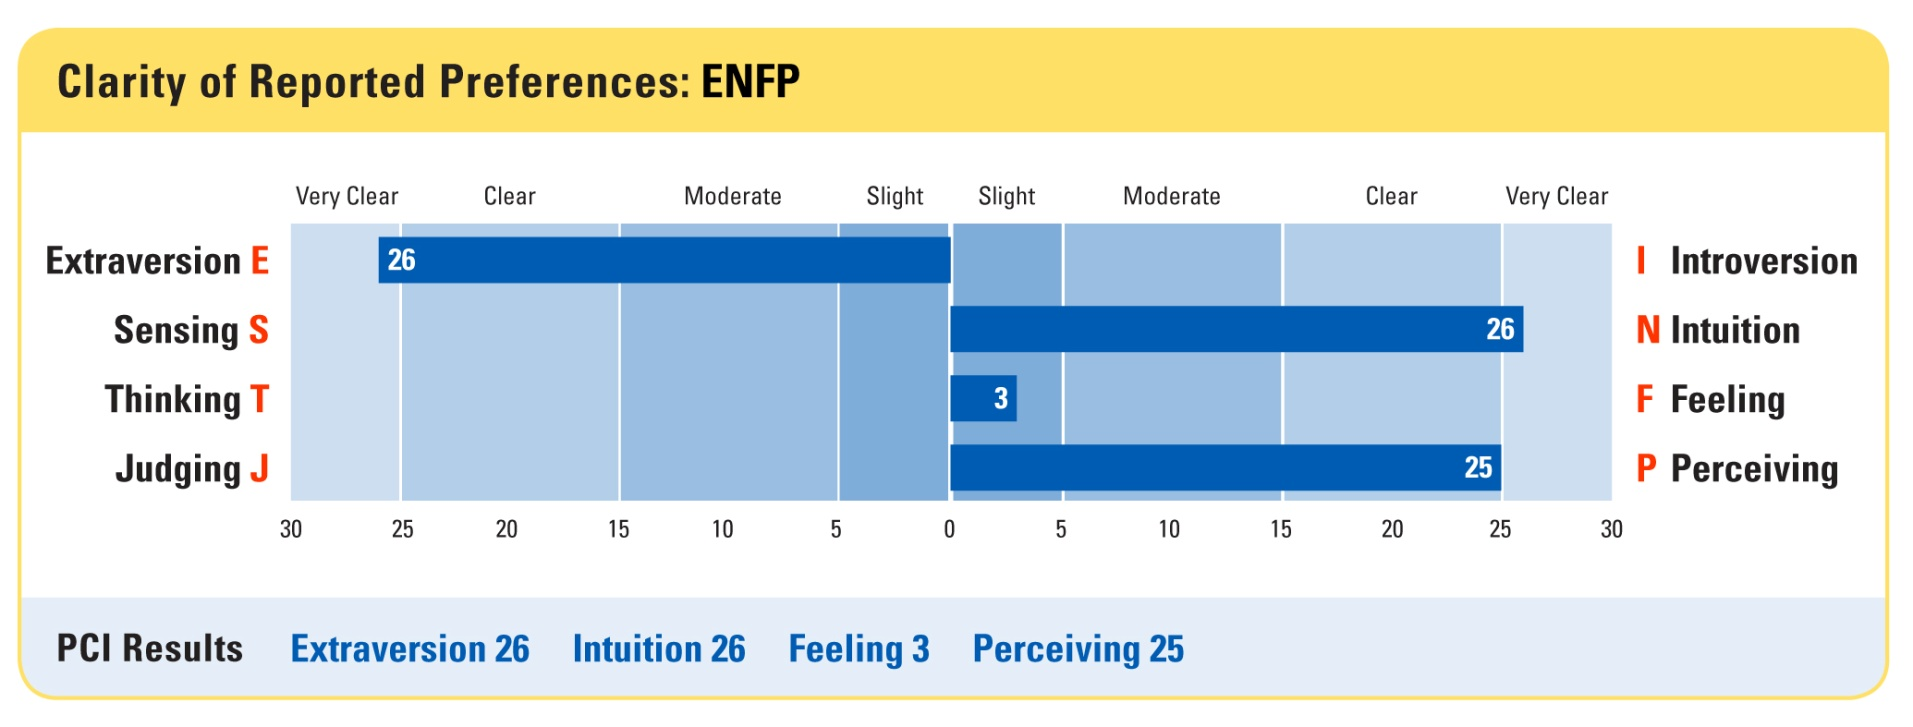 Clarity of Reported Preferences: ENFP
Very Clear Clear Moderate Slight Slight Moderate Clear Very Clear
Extraversion E 26 I Introversion
Sensing S 26 N Intuition
Thinking T 3 F Feeling
Judging J 25 P Perceiving
30 25 20 15 10 5 0 5 10 15 20 25 30
PCI Results Extraversion 26 Intuition 26 Feeling 3 Perceiving 25